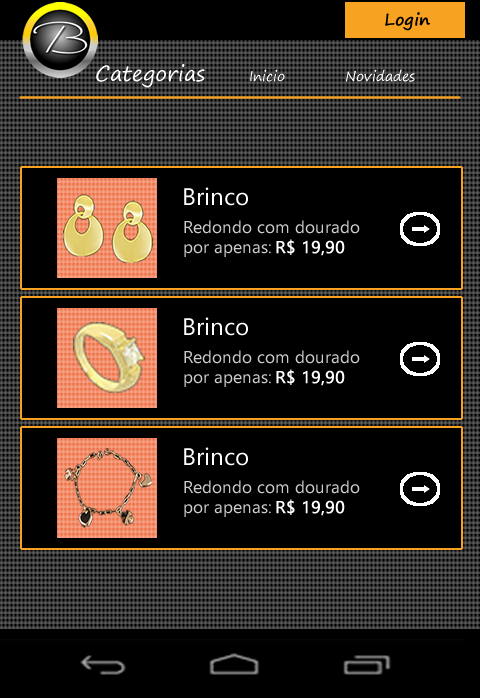 B
Login
Categorias Inicio Novidades
Brinco
Redondo com dourado
por apenas: R$ 19,90
Brinco
Redondo com dourado
por apenas: R$ 19,90
Brinco
Redondo com dourado
por apenas: R$ 19,90